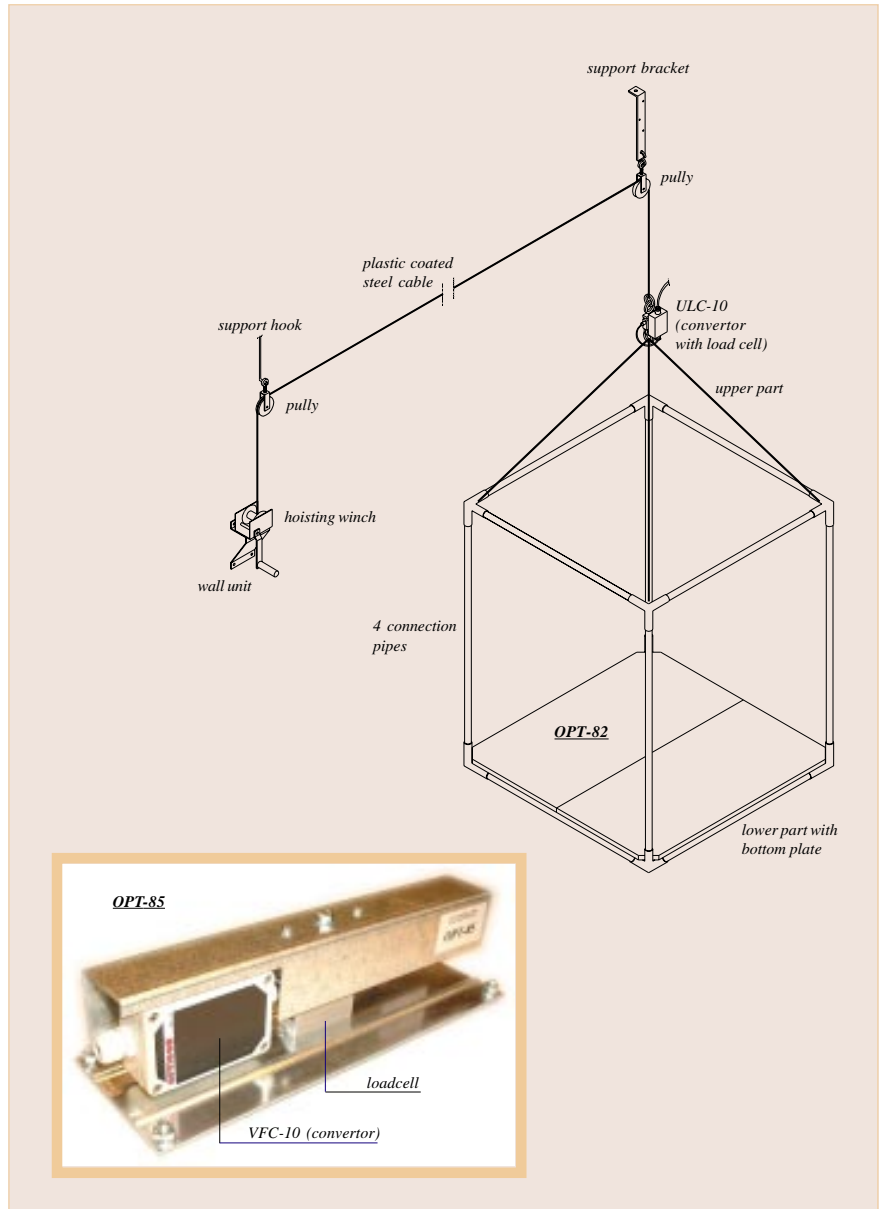 support bracket
pully
plastic coated
steel cable
ULC-10
(convertor
with load cell)
support hook
upper part
pully
hoisting winch
wall unit
4 connection
pipes
OPT-82
lower part with
bottom plate
OPT-85
OPT-85
loadcell
VFC-10 (convertor)